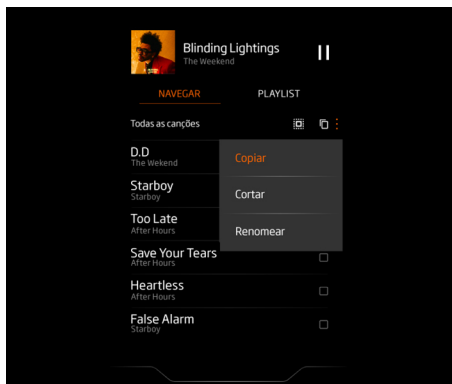 Blinding Lightings
The Weekend
NAVEGAR
PLAYLIST
Todas as canções
D.D
The Wekend
Copiar
Starboy
Starboy
Cortar
Too Late
After Hours
Renomear
Save Your Tears
After Hours
Heartless
After Hours
False Alarm
Starboy